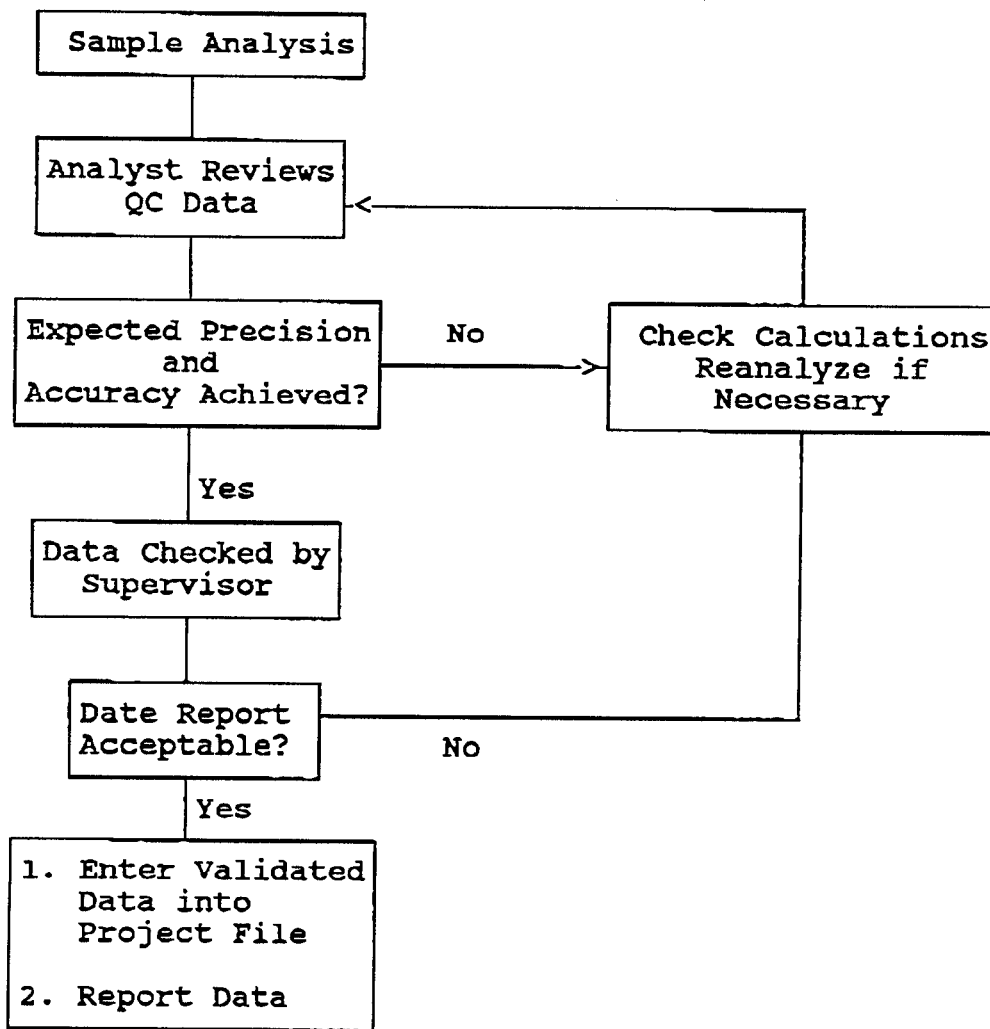 Sample Analysis
Analyst Reviews
QC Data
Expected Precision
and
Accuracy Achieved?
No
Check Calculations
Reanalyze if
Necessary
Yes
Data Checked by
Supervisor
Date Report
Acceptable?
No
Yes
1. Enter Validated
Data into
Project File
2. Report Data